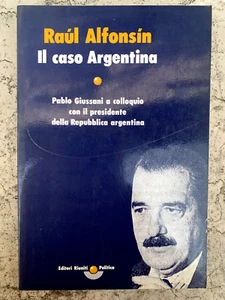 Raúl Alfonsín
Il caso Argentina
Pablo Giussani a colloquio
con il presidente
della Repubblica argentina
Editori Riuniti Politica